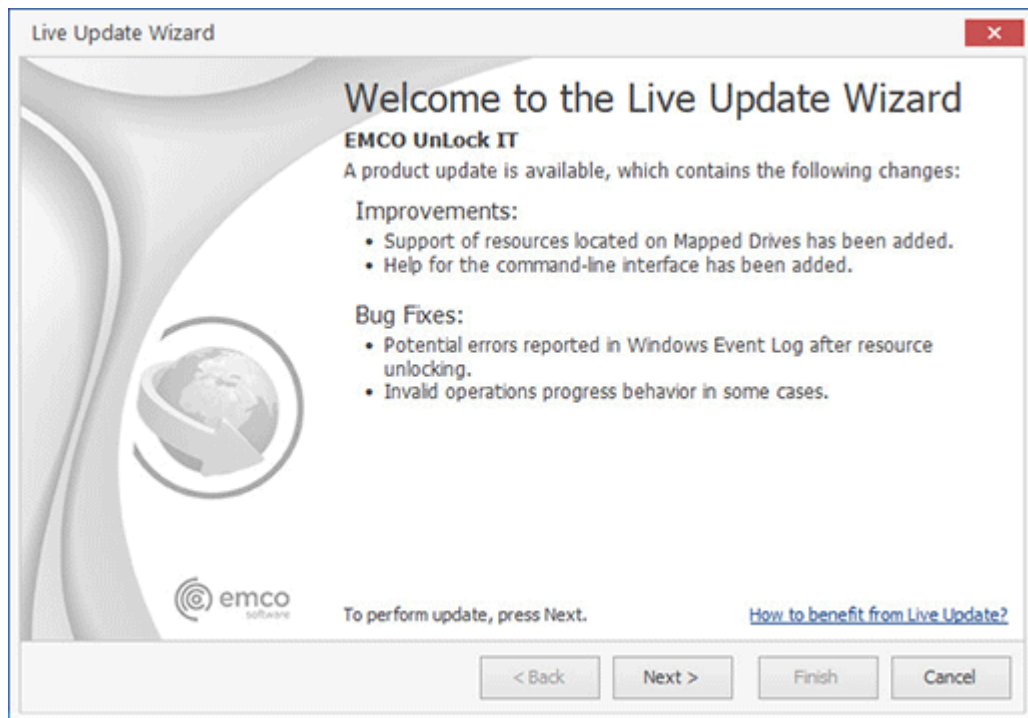 Live Update Wizard
Welcome to the Live Update Wizard
EMCO UnLock IT
A product update is available, which contains the following changes:
Improvements:
• Support of resources located on Mapped Drives has been added.
• Help for the command-line interface has been added.
Bug Fixes:
• Potential errors reported in Windows Event Log after resource
unlocking.
• Invalid operations progress behavior in some cases.
emco
software
To perform update, press Next.
How to benefit from Live Update?
< Back
Next >
Finish
Cancel